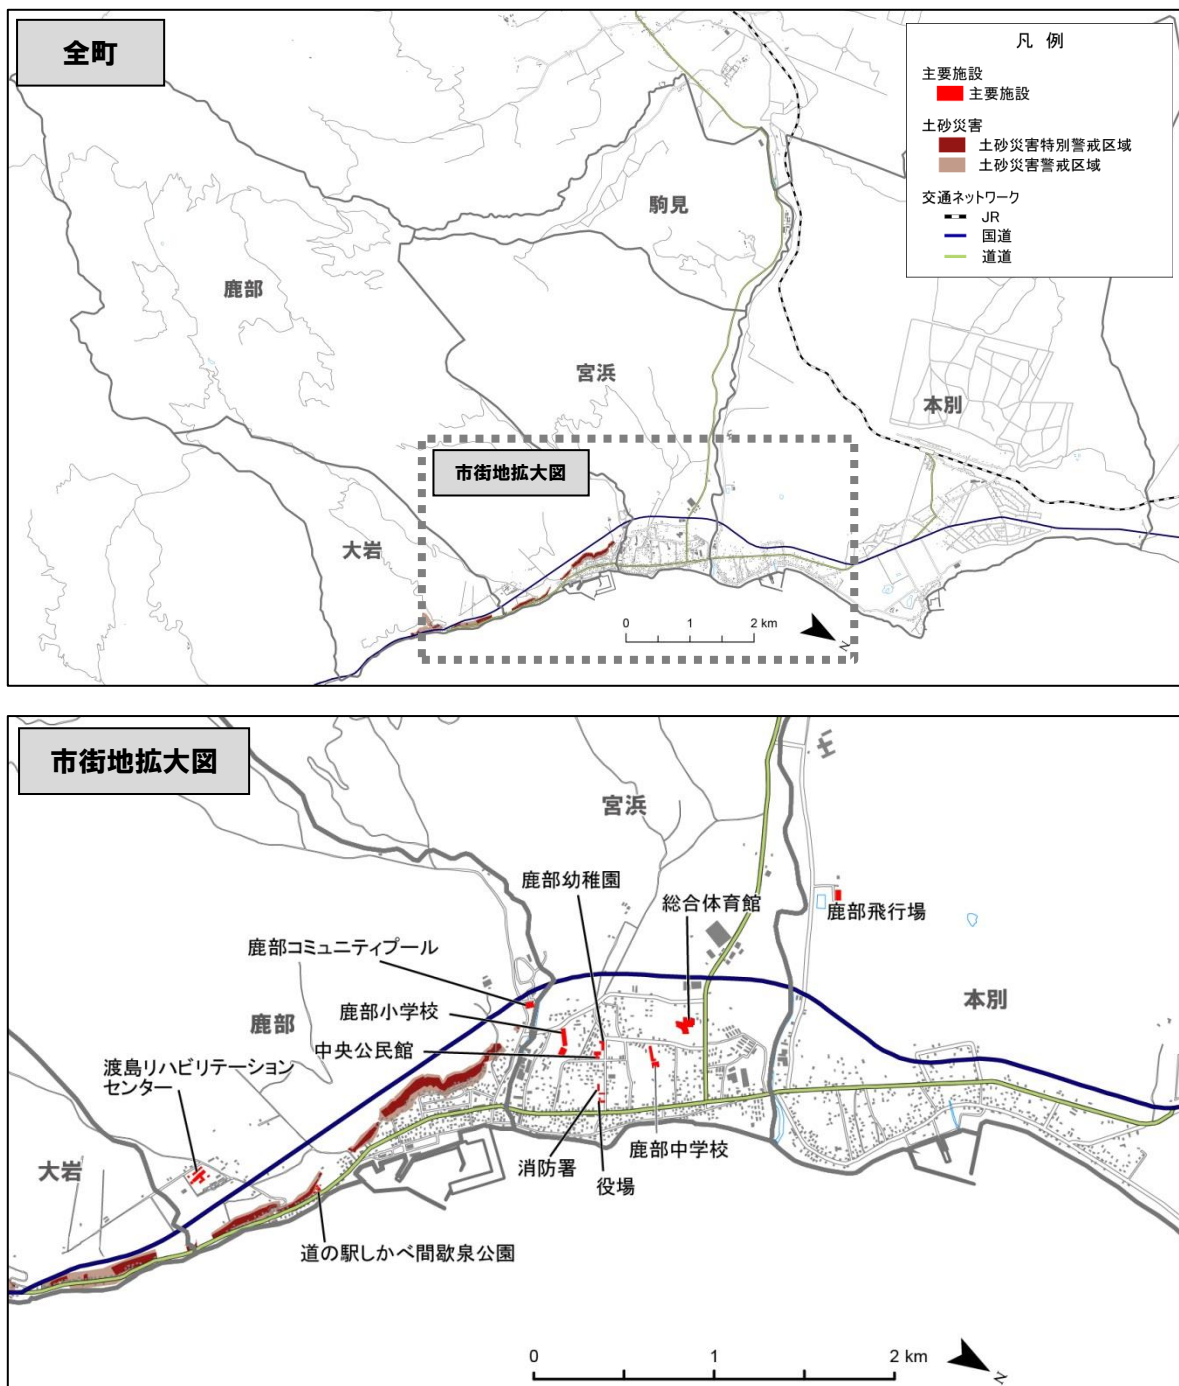 全町
凡 例
主要施設
主要施設
土砂災害
土砂災害特別警戒区域
土砂災害警戒区域
交通ネットワーク
JR
国道
道道
駒見
鹿部
宮浜
本別
市街地拡大図
大岩
0 1 2 km
N
市街地拡大図
宮浜
鹿部幼稚園
総合体育館
鹿部飛行場
鹿部コミュニティプール
本別
鹿部小学校
鹿部
中央公民館
渡島リハビリテーション
センター
大岩
消防署
鹿部中学校
役場
道の駅しかべ間歇泉公園
0 1 2 km
N